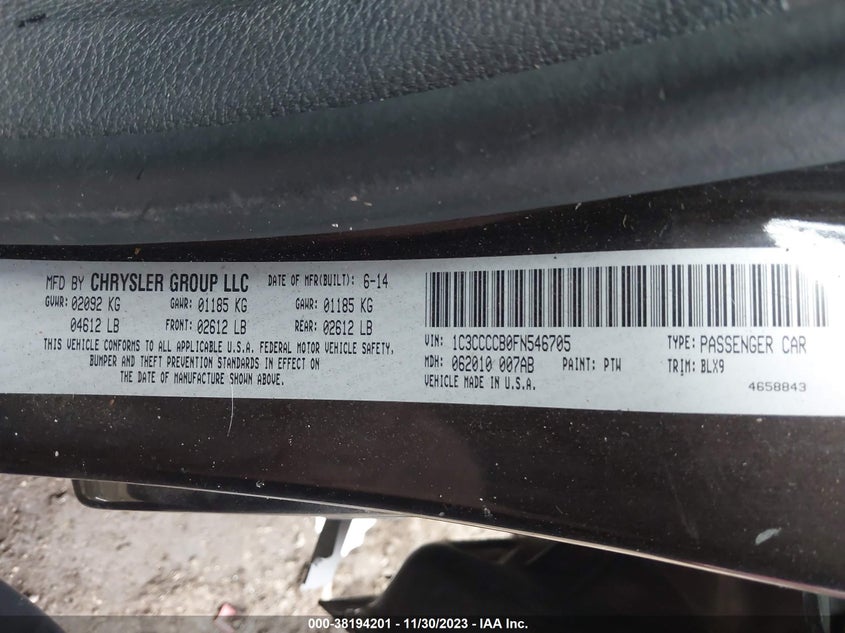 MFD BY CHRYSLER GROUP LLC DATE OF MFR(BUILT): 6-14
GVWR: 02092 KG GAWR: 01185 KG GAWR: 01185 KG
04612 LB FRONT: 02612 LB REAR: 02612 LB
THIS VEHICLE CONFORMS TO ALL APPLICABLE U.S.A. FEDERAL MOTOR VEHICLE SAFETY,
BUMPER AND THEFT PREVENTION STANDARDS IN EFFECT ON
THE DATE OF MANUFACTURE SHOWN ABOVE.
VIN: 1C3CCCCB0FN546705 TYPE: PASSENGER CAR
MDH: 062010 007AB PAINT: PTW TRIM: BLX9
VEHICLE MADE IN U.S.A. 4658843
000-38194201 - 11/30/2023 - IAA Inc.